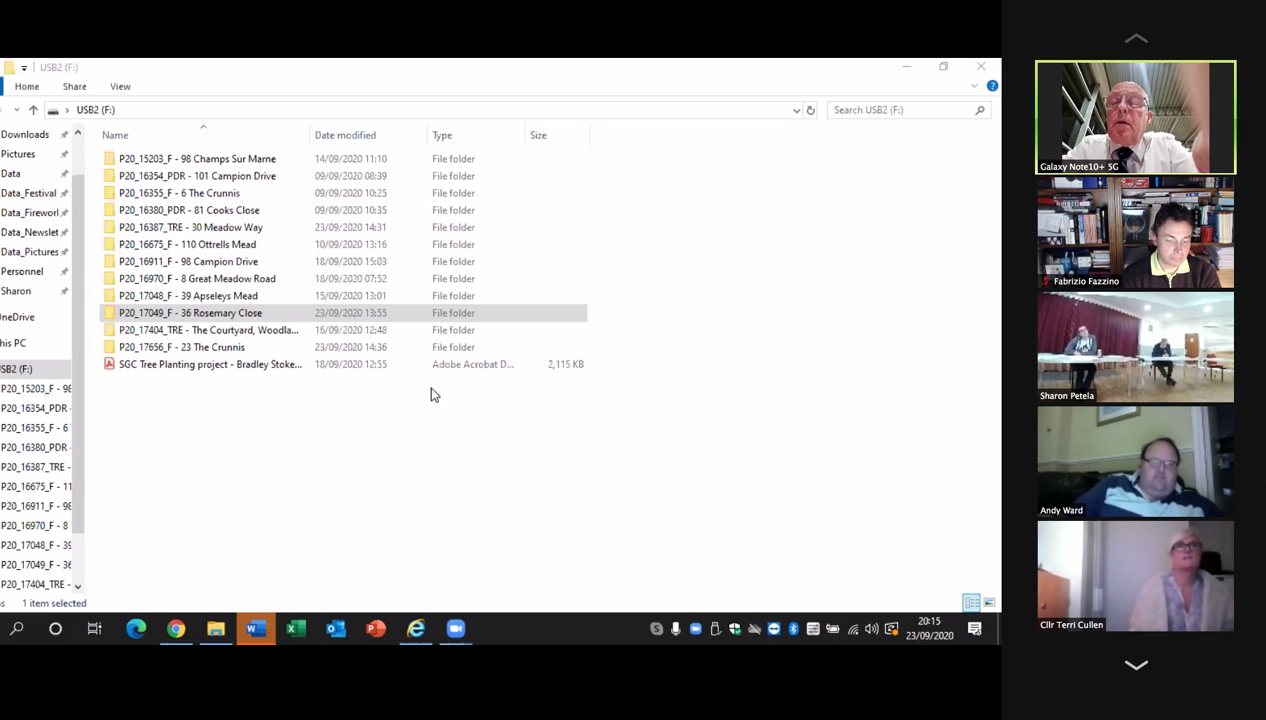 USB2 (F:)
Home Share View
USB2 (F:)
Search USB2 (F:)
Downloads
Pictures
Data
Data_Festival
Data_Fireworl
Data_Newslet
Data_Pictures
Personnel
Sharon
OneDrive
his PC
SB2 (F:)
P20_15203_F - 98
P20_16354_PDR
P20_16355_F - 6
P20_16380_PDR
P20_16387_TRE -
P20_16675_F - 11
P20_16911_F - 98
P20_16970_F - 8
P20_17048_F - 39
P20_17049_F - 36
P20_17404_TRE -
Name Date modified Type Size
P20_15203_F - 98 Champs Sur Marne 14/09/2020 11:10 File folder
P20_16354_PDR - 101 Campion Drive 09/09/2020 08:39 File folder
P20_16355_F - 6 The Crunnis 09/09/2020 10:25 File folder
P20_16380_PDR - 81 Cooks Close 09/09/2020 10:35 File folder
P20_16387_TRE - 30 Meadow Way 23/09/2020 14:31 File folder
P20_16675_F - 110 Ottrells Mead 10/09/2020 13:16 File folder
P20_16911_F - 98 Campion Drive 18/09/2020 15:03 File folder
P20_16970_F - 8 Great Meadow Road 18/09/2020 07:52 File folder
P20_17048_F - 39 Apseleys Mead 15/09/2020 13:01 File folder
P20_17049_F - 36 Rosemary Close 23/09/2020 13:55 File folder
P20_17404_TRE - The Courtyard, Woodla... 16/09/2020 12:48 File folder
P20_17656_F - 23 The Crunnis 23/09/2020 14:36 File folder
SGC Tree Planting project - Bradley Stoke... 18/09/2020 12:55 Adobe Acrobat D... 2,115 KB
1 item selected
20:15
23/09/2020
Galaxy Note10+ 5G
Fabrizio Fazzino
Sharon Petela
Andy Ward
Cllr Terri Cullen